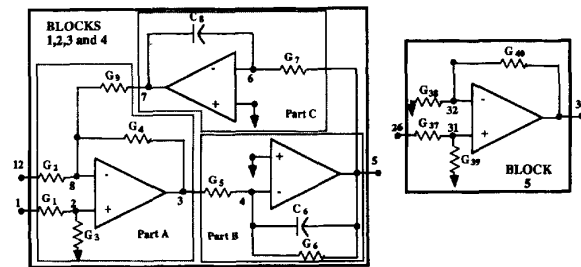 BLOCKS
1,2,3 and 4
C8
G9
7
-
+
6
G7
Part C
G4
12
G2
8
-
1
G1
2
+
G3
3
Part A
G5
4
+
-
5
C6
G6
Part B
G40
G38
32
-
26
G37
31
+
G39
3
BLOCK
5